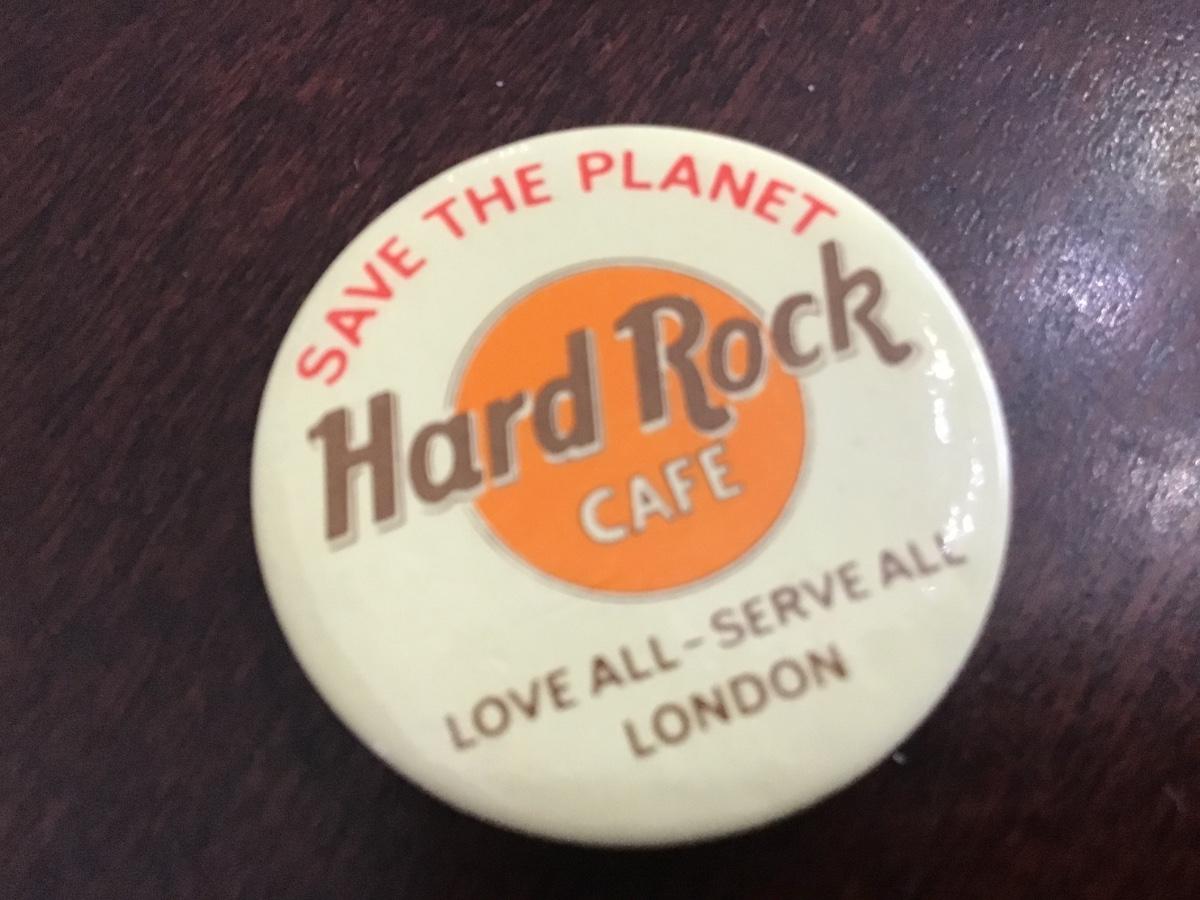 SAVE THE PLANET
Hard Rock
CAFE
LOVE ALL - SERVE ALL
LONDON